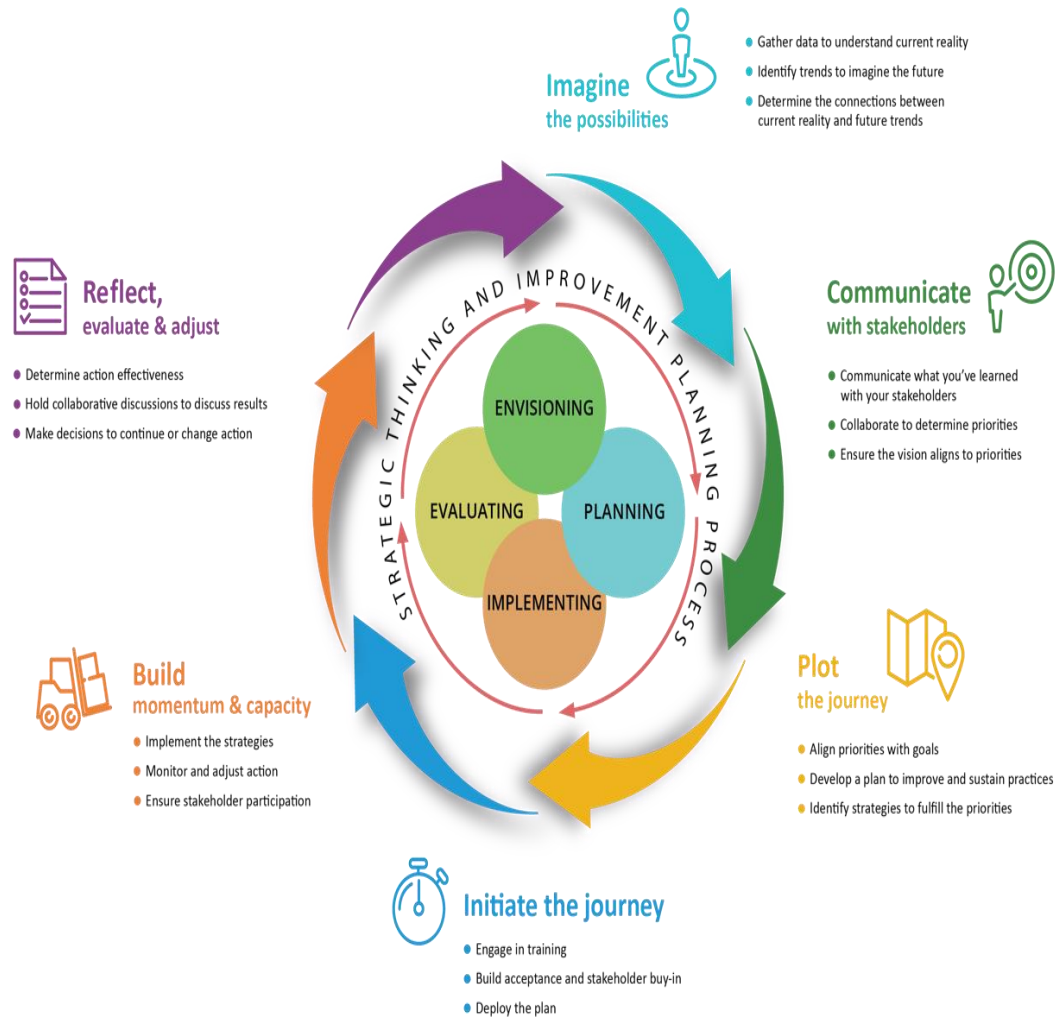 Imagine
the possibilities
Gather data to understand current reality
Identify trends to imagine the future
Determine the connections between
current reality and future trends
Communicate
with stakeholders
Communicate what you've learned
with your stakeholders
Collaborate to determine priorities
Ensure the vision aligns to priorities
Plot
the journey
Align priorities with goals
Develop a plan to improve and sustain practices
Identify strategies to fulfill the priorities
Initiate the journey
Engage in training
Build acceptance and stakeholder buy-in
Deploy the plan
Build
momentum & capacity
Implement the strategies
Monitor and adjust action
Ensure stakeholder participation
Reflect,
evaluate & adjust
Determine action effectiveness
Hold collaborative discussions to discuss results
Make decisions to continue or change action
STRATEGIC THINKING AND IMPROVEMENT PLANNING PROCESS
ENVISIONING
EVALUATING
PLANNING
IMPLEMENTING